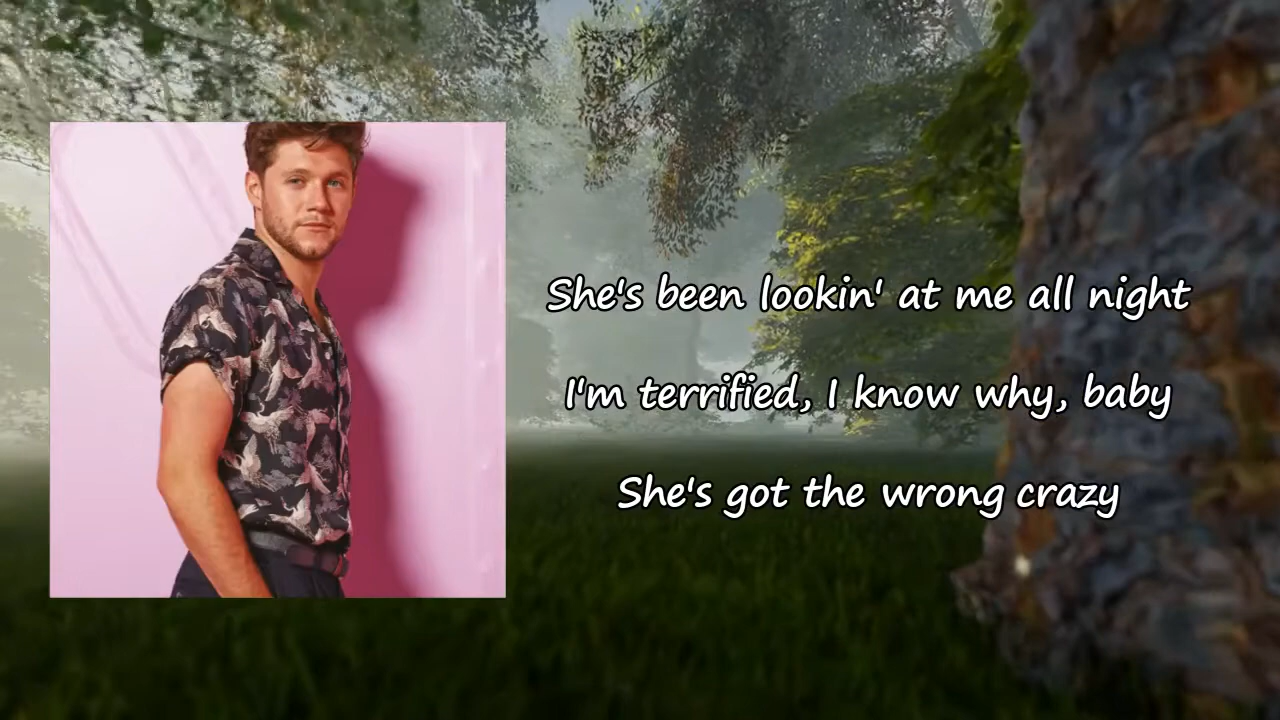 She's been lookin' at me all night
I'm terrified, I know why, baby
She's got the wrong crazy